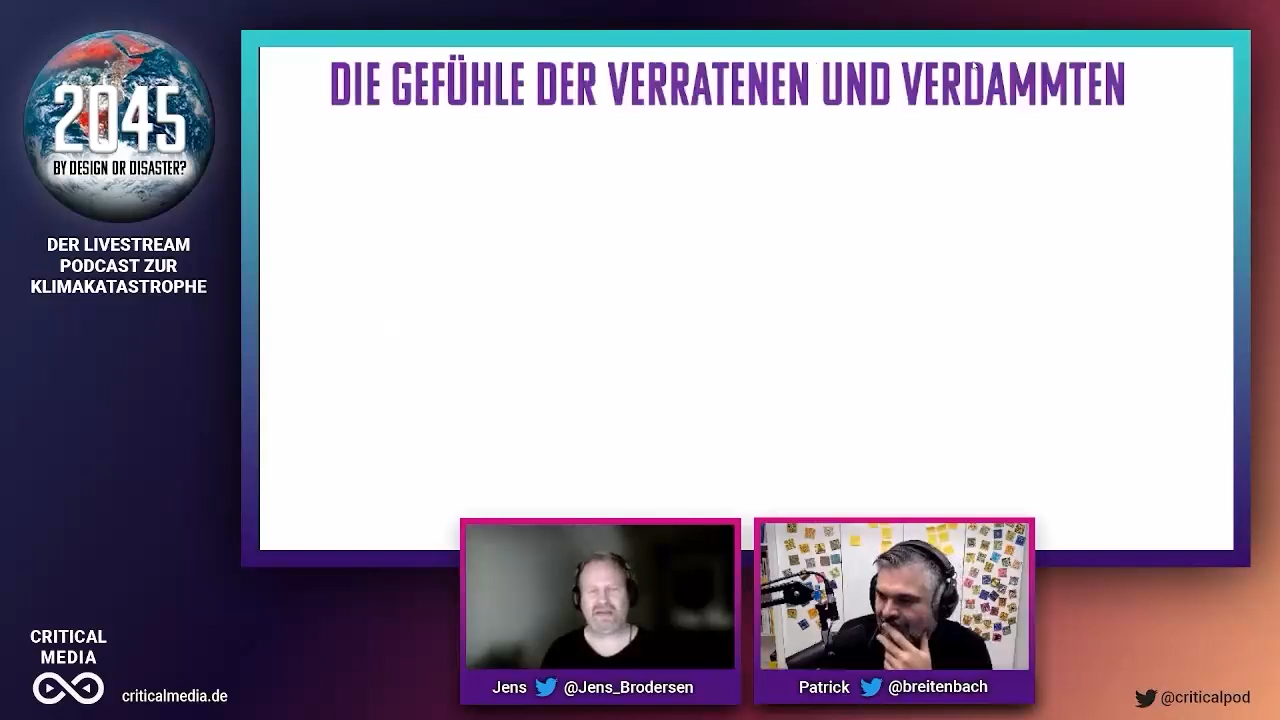 2045
BY DESIGN OR DISASTER?
DER LIVESTREAM
PODCAST ZUR
KLIMAKATASTROPHE
DIE GEFÜHLE DER VERRATENEN UND VERDAMMTEN
CRITICAL
MEDIA
criticalmedia.de
Jens @Jens_Brodersen
Patrick @breitenbach
@criticalpod